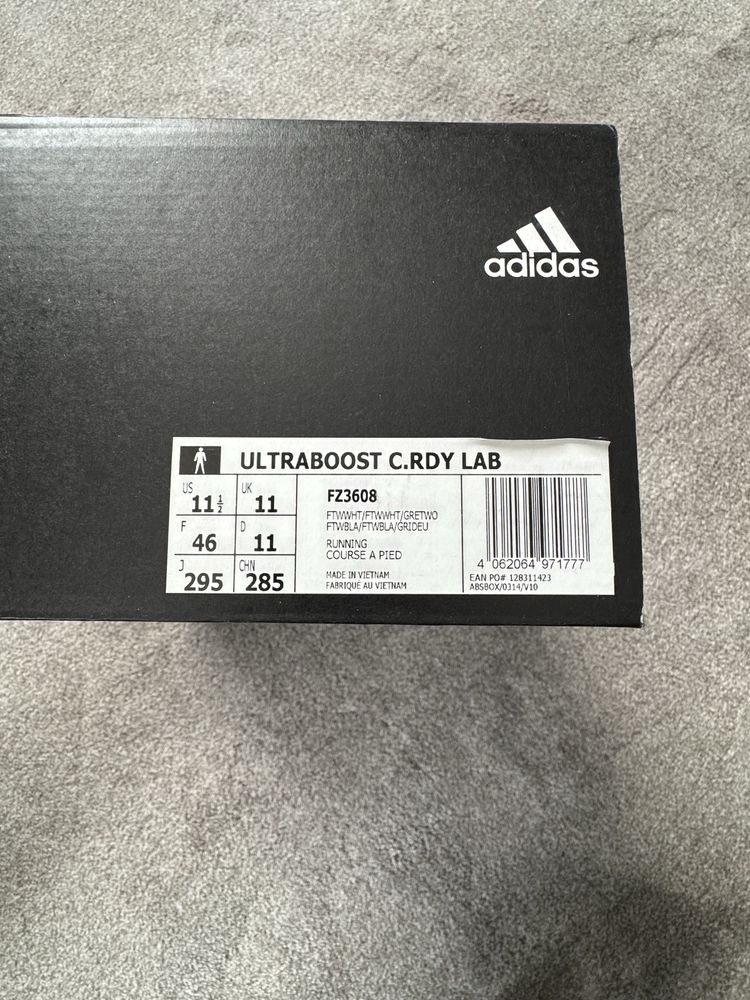 adidas
ULTRABOOST C.RDY LAB
US 11½ UK 11
F 46 D 11
J 295 CHN 285
FZ3608
FTWWHT/FTWWHT/GRETWO
FTWBLA/FTWBLA/GRIDEU
RUNNING
COURSE A PIED
MADE IN VIETNAM
FABRIQUE AU VIETNAM
4 062064 971777
EAN PO# 128311423
ABSBOX/0314/V10